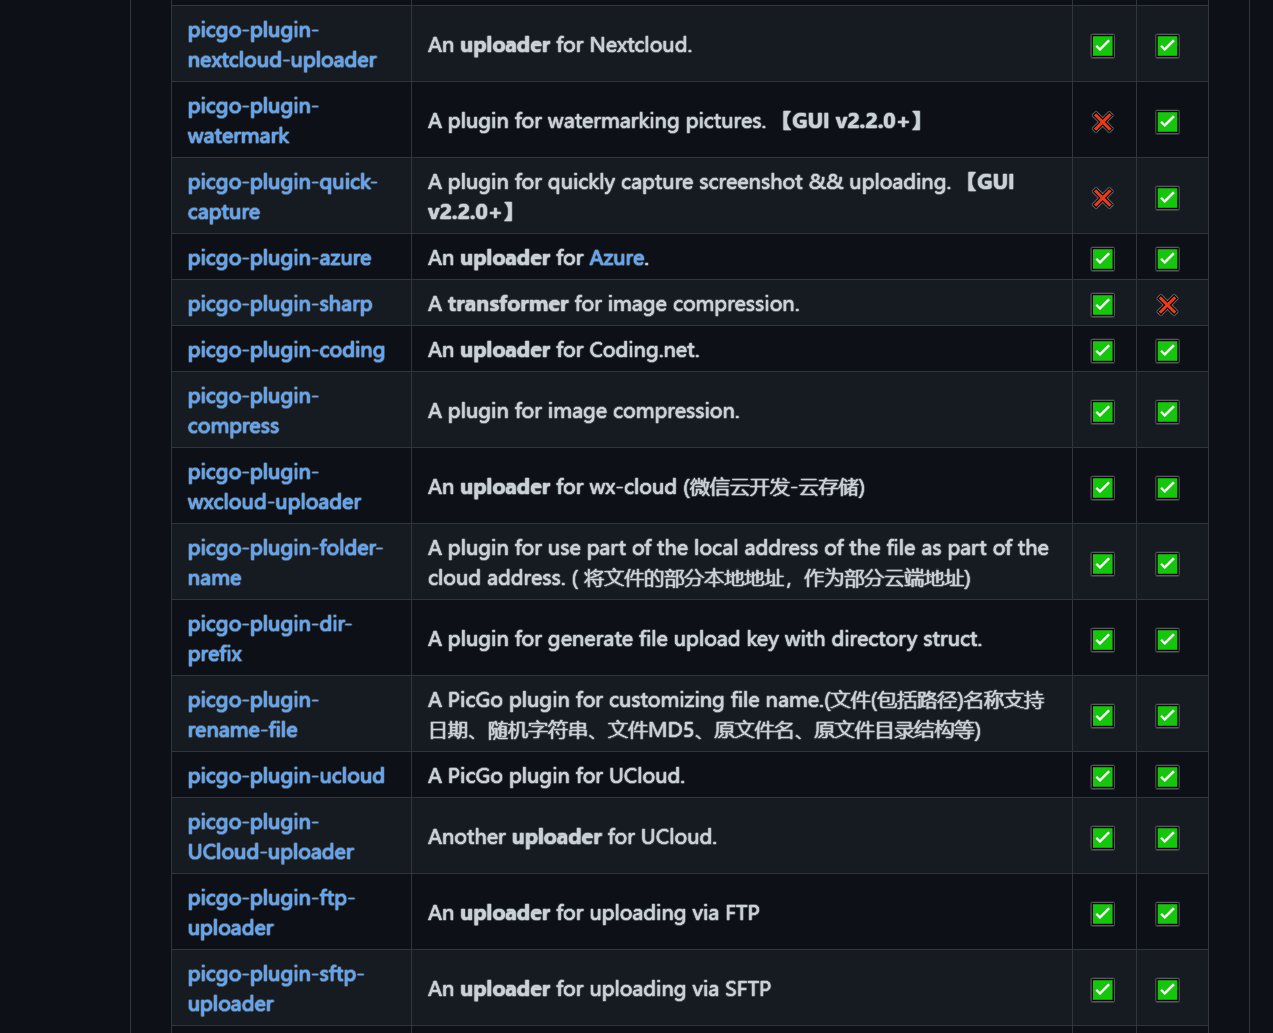 picgo-plugin-
nextcloud-uploader
An uploader for Nextcloud.
✅ ✅
picgo-plugin-
watermark
A plugin for watermarking pictures. 【GUI v2.2.0+】
❌ ✅
picgo-plugin-quick-
capture
A plugin for quickly capture screenshot && uploading. 【GUI
v2.2.0+】
❌ ✅
picgo-plugin-azure
An uploader for Azure.
✅ ✅
picgo-plugin-sharp
A transformer for image compression.
✅ ❌
picgo-plugin-coding
An uploader for Coding.net.
✅ ✅
picgo-plugin-
compress
A plugin for image compression.
✅ ✅
picgo-plugin-
wxcloud-uploader
An uploader for wx-cloud (微信云开发-云存储)
✅ ✅
picgo-plugin-folder-
name
A plugin for use part of the local address of the file as part of the
cloud address. ( 将文件的部分本地地址，作为部分云端地址)
✅ ✅
picgo-plugin-dir-
prefix
A plugin for generate file upload key with directory struct.
✅ ✅
picgo-plugin-
rename-file
A PicGo plugin for customizing file name.(文件(包括路径)名称支持
日期、随机字符串、文件MD5、原文件名、原文件目录结构等)
✅ ✅
picgo-plugin-ucloud
A PicGo plugin for UCloud.
✅ ✅
picgo-plugin-
UCloud-uploader
Another uploader for UCloud.
✅ ✅
picgo-plugin-ftp-
uploader
An uploader for uploading via FTP
✅ ✅
picgo-plugin-sftp-
uploader
An uploader for uploading via SFTP
✅ ✅